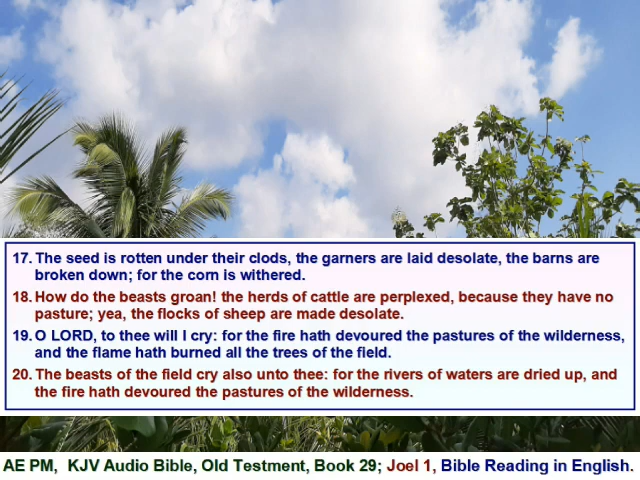 17. The seed is rotten under their clods, the garners are laid desolate, the barns are
broken down; for the corn is withered.
18. How do the beasts groan! the herds of cattle are perplexed, because they have no
pasture; yea, the flocks of sheep are made desolate.
19. O LORD, to thee will I cry: for the fire hath devoured the pastures of the wilderness,
and the flame hath burned all the trees of the field.
20. The beasts of the field cry also unto thee: for the rivers of waters are dried up, and
the fire hath devoured the pastures of the wilderness.
AE PM, KJV Audio Bible, Old Testment, Book 29; Joel 1, Bible Reading in English.